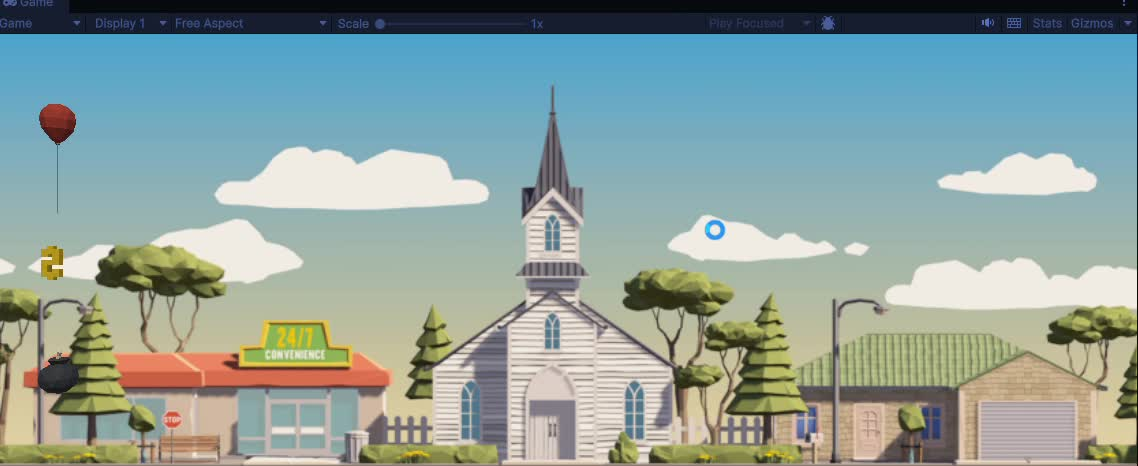 Game
Game Display 1 Free Aspect Scale 1x Play Focused Stats Gizmos
24/7
CONVENIENCE
STOP